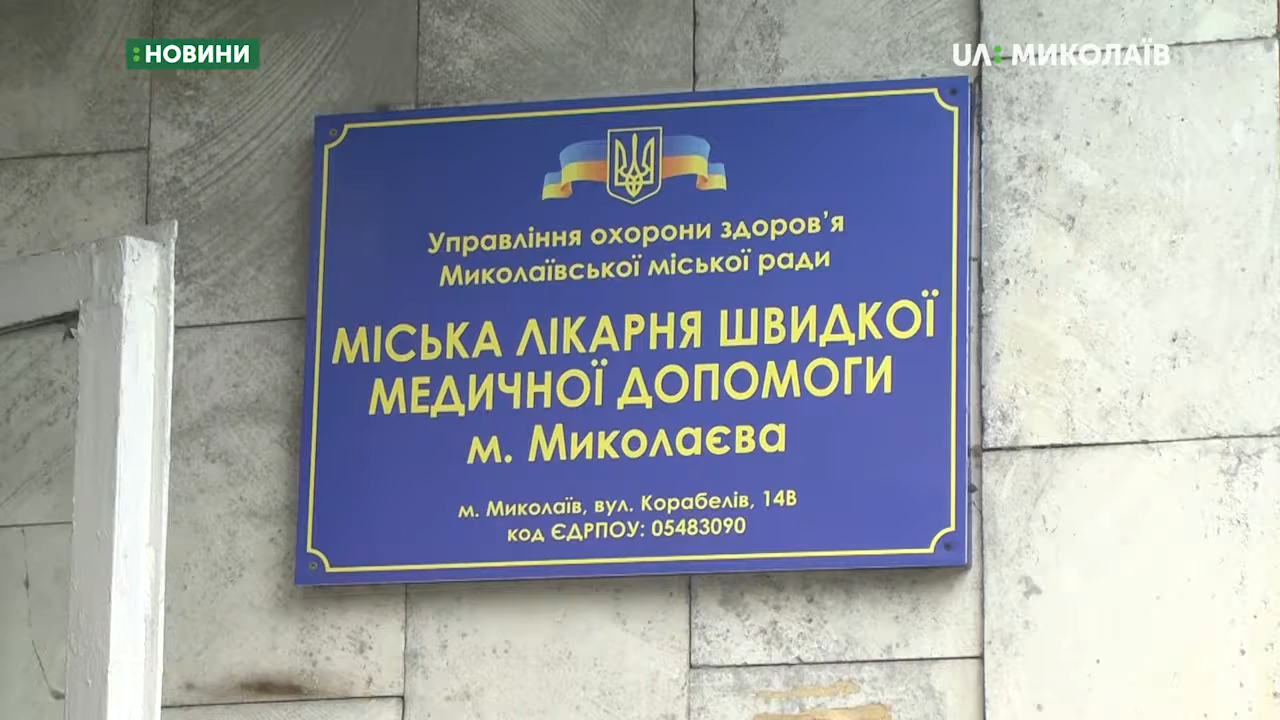 :НОВИНИ
UA: МИКОЛАЇВ
Управління охорони здоров’я
Миколаївської міської ради
МІСЬКА ЛІКАРНЯ ШВИДКОЇ
МЕДИЧНОЇ ДОПОМОГИ
м. Миколаєва
м. Миколаїв, вул. Корабелів, 14В
код ЄДРПОУ: 05483090